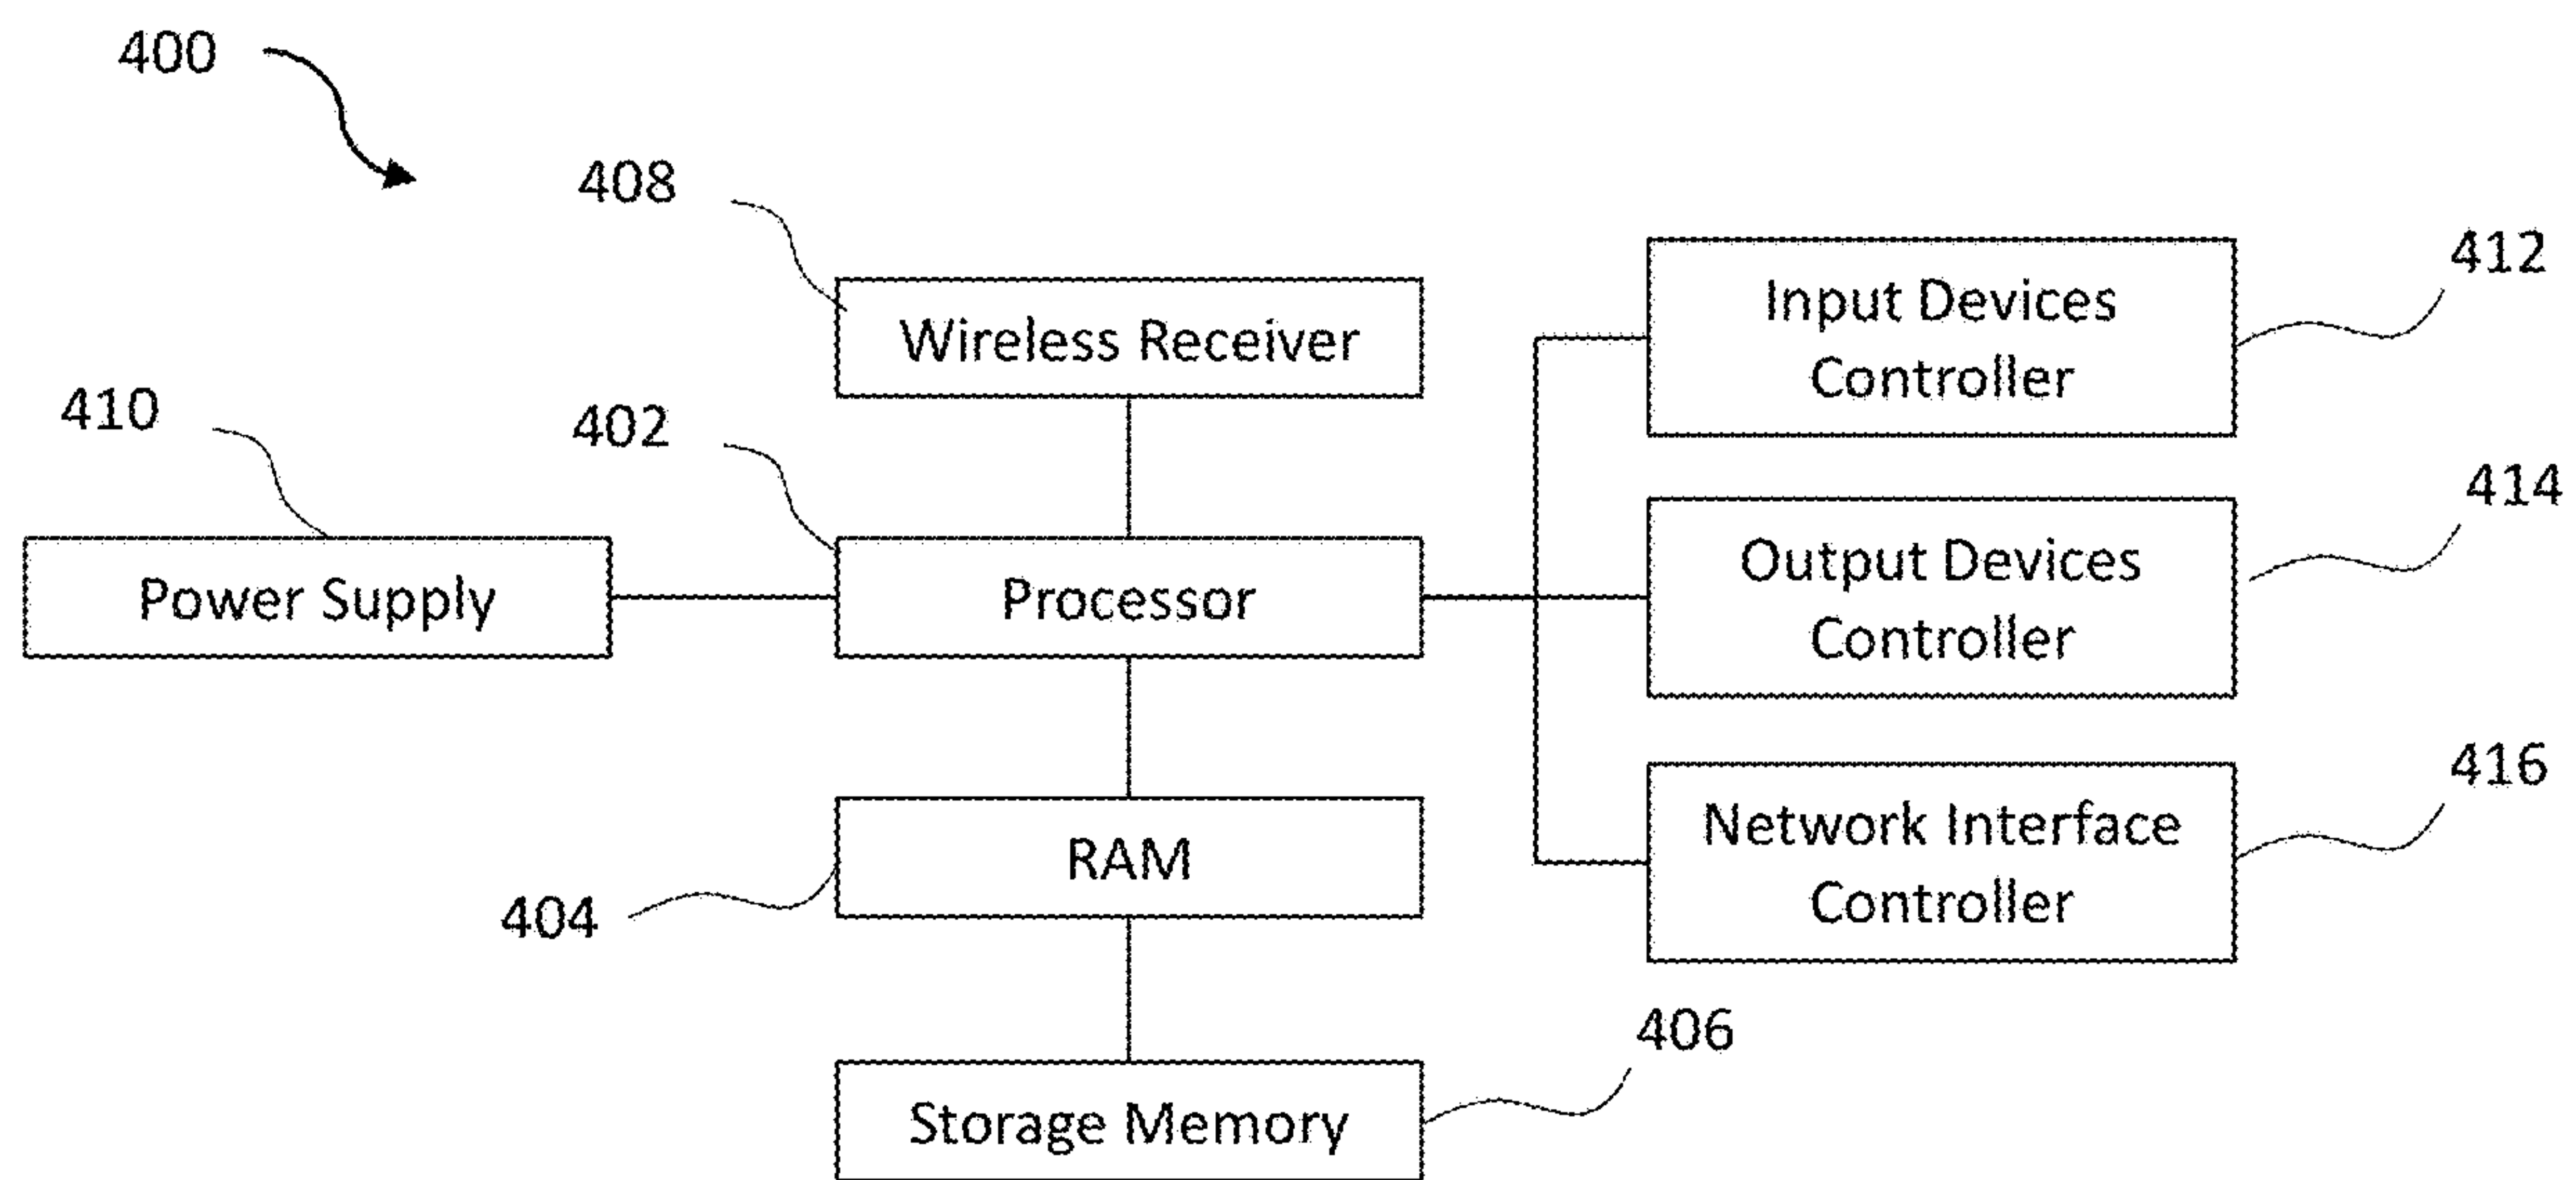 400
408
Wireless Receiver
412
Input Devices
Controller
410
Power Supply
402
Processor
414
Output Devices
Controller
404
RAM
416
Network Interface
Controller
406
Storage Memory